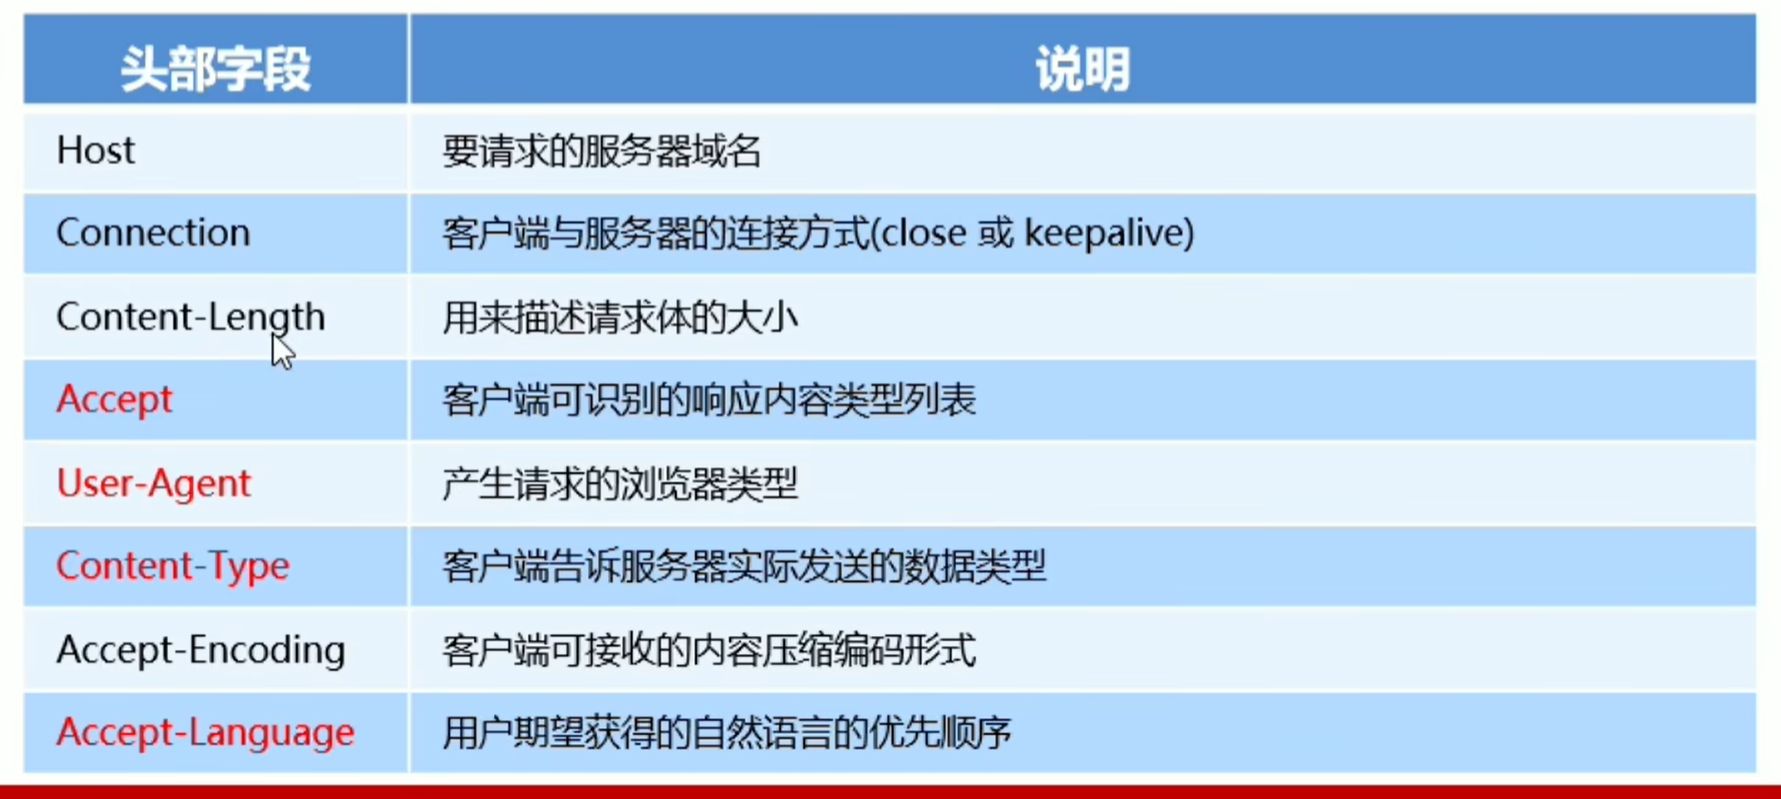 头部字段 说明
Host 要请求的服务器域名
Connection 客户端与服务器的连接方式(close 或 keepalive)
Content-Length 用来描述请求体的大小
Accept 客户端可识别的响应内容类型列表
User-Agent 产生请求的浏览器类型
Content-Type 客户端告诉服务器实际发送的数据类型
Accept-Encoding 客户端可接收的内容压缩编码形式
Accept-Language 用户期望获得的自然语言的优先顺序